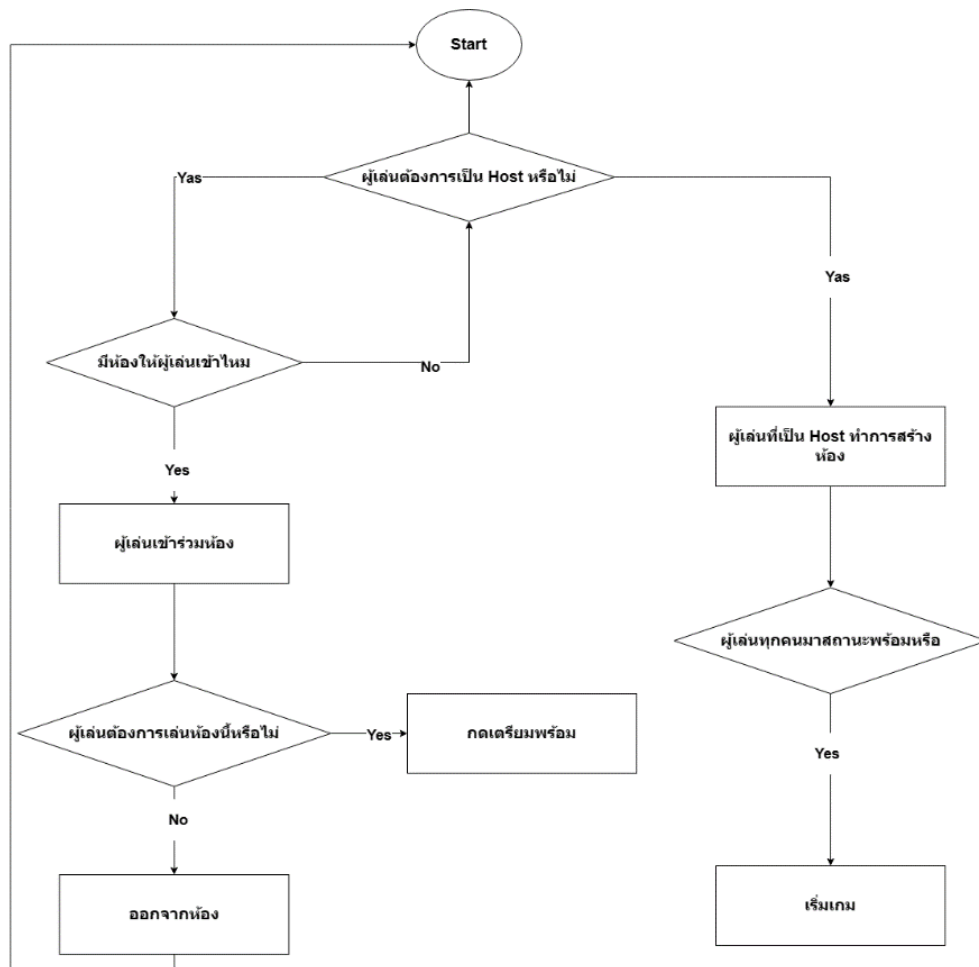 Start
ผู้เล่นต้องการเป็น Host หรือไม่
Yas
Yas
มีห้องให้ผู้เล่นเข้าไหม
No
ผู้เล่นที่เป็น Host ทำการสร้าง
ห้อง
Yes
ผู้เล่นเข้าร่วมห้อง
ผู้เล่นทุกคนมาสถานะพร้อมหรือ
ผู้เล่นต้องการเล่นห้องนี้หรือไม่
Yes
กดเตรียมพร้อม
Yes
No
ออกจากห้อง
เริ่มเกม